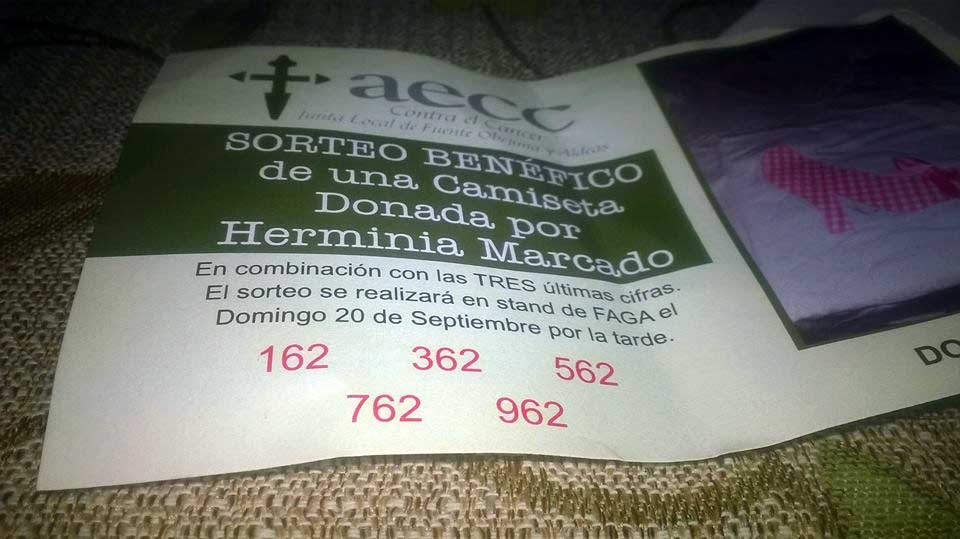 aecc
Contra el Cáncer
Junta Local de Fuente Obejuna y Aldeas
SORTEO BENÉFICO
de una Camiseta
Donada por
Herminia Marcado
En combinación con las TRES últimas cifras.
El sorteo se realizará en stand de FAGA el
Domingo 20 de Septiembre por la tarde.
162 362 562
762 962
DO